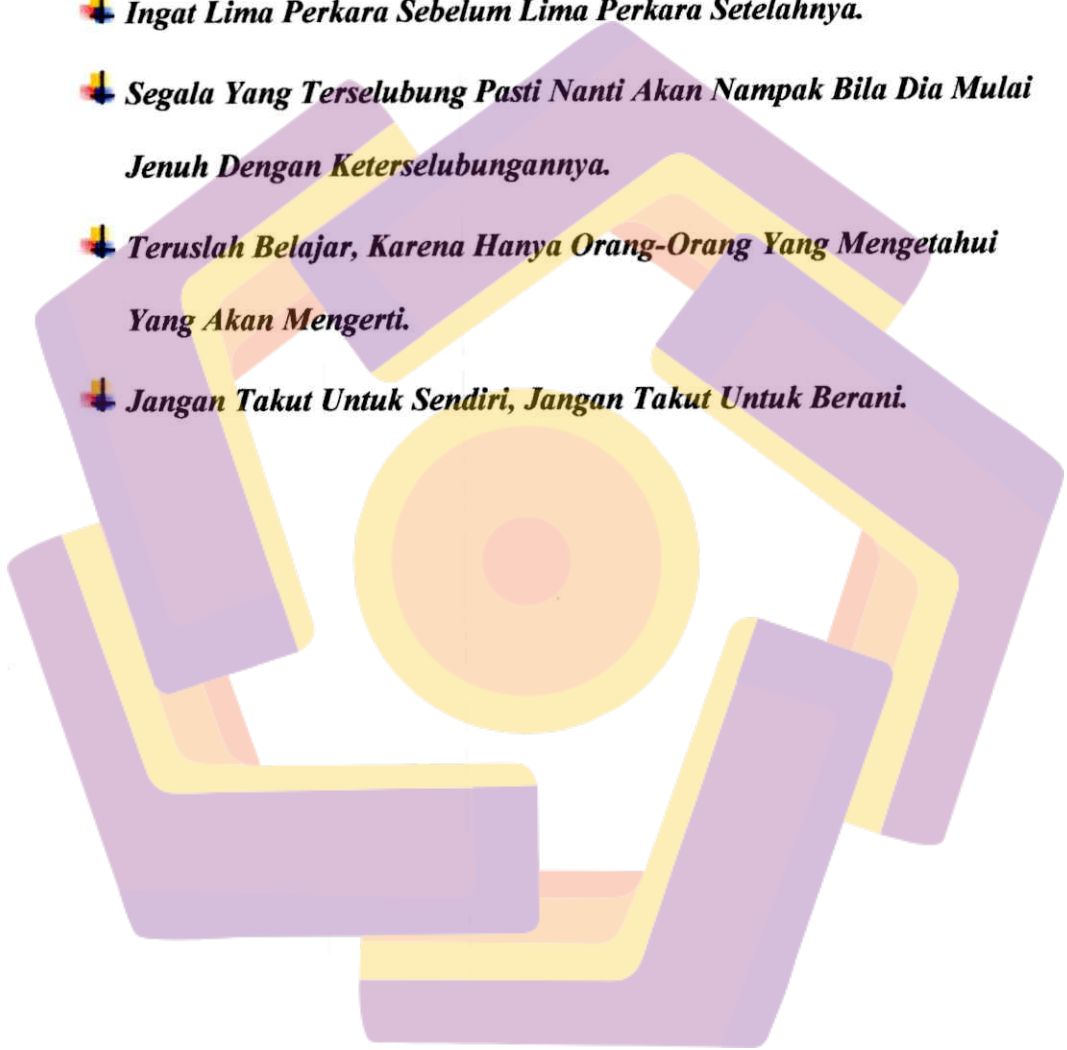 Ingat Lima Perkara Sebelum Lima Perkara Setelahnya.
Segala Yang Terselubung Pasti Nanti Akan Nampak Bila Dia Mulai
Jenuh Dengan Keterselubungannya.
Teruslah Belajar, Karena Hanya Orang-Orang Yang Mengetahui
Yang Akan Mengerti.
Jangan Takut Untuk Sendiri, Jangan Takut Untuk Berani.